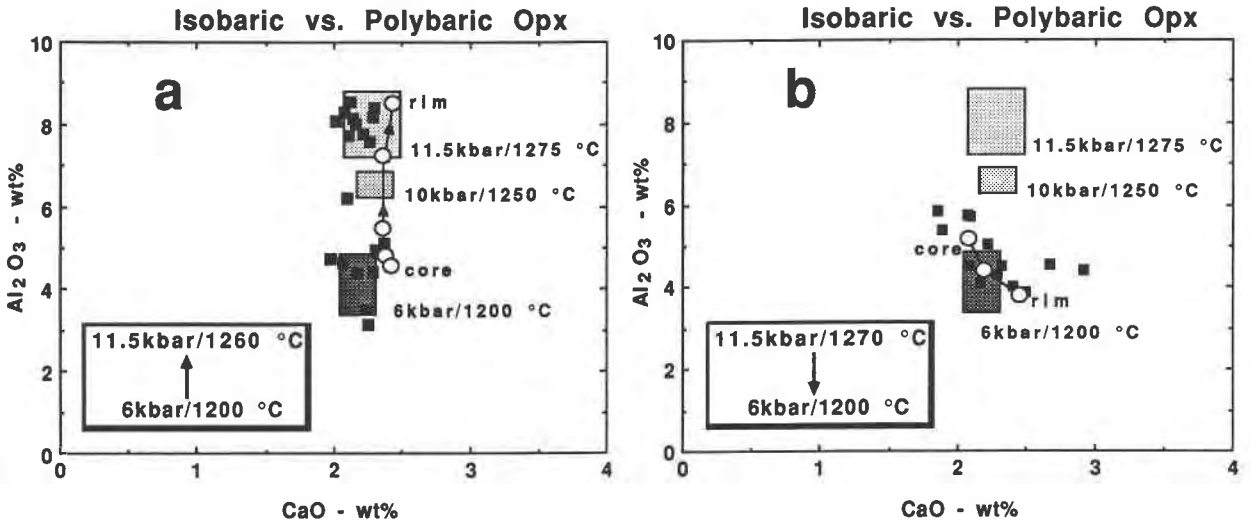 Isobaric vs. Polybaric Opx
a
10
8
6
4
2
0
Al2O3 - wt%
rim
11.5kbar/1275 °C
10kbar/1250 °C
core
6kbar/1200 °C
11.5kbar/1260 °C
6kbar/1200 °C
0 1 2 3 4
CaO - wt%
Isobaric vs. Polybaric Opx
b
10
8
6
4
2
0
Al2O3 - wt%
11.5kbar/1275 °C
10kbar/1250 °C
core
rim
6kbar/1200 °C
11.5kbar/1270 °C
6kbar/1200 °C
0 1 2 3 4
CaO - wt%